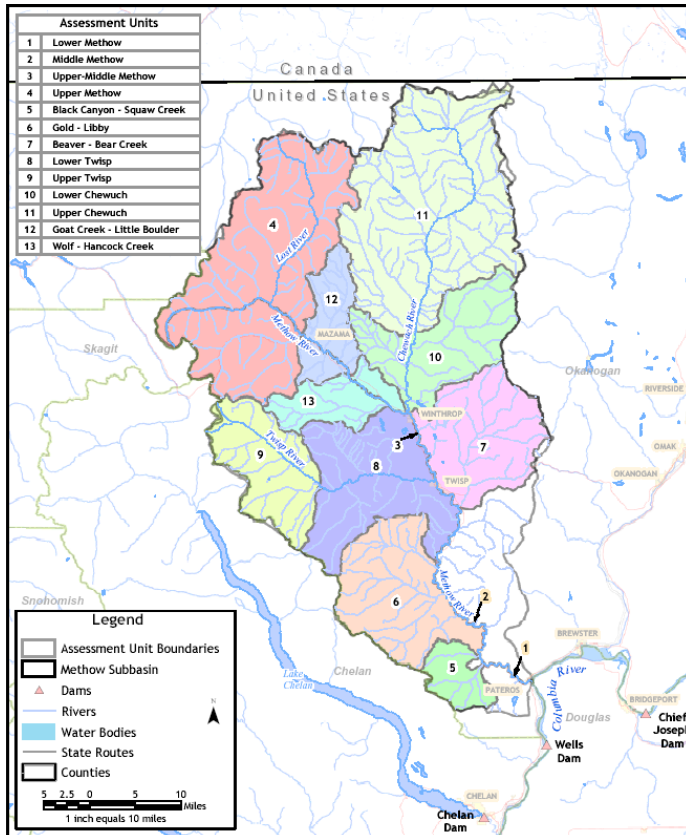 Assessment Units
1 Lower Methow
2 Middle Methow
3 Upper-Middle Methow
4 Upper Methow
5 Black Canyon - Squaw Creek
6 Gold - Libby
7 Beaver - Bear Creek
8 Lower Twisp
9 Upper Twisp
10 Lower Chewuch
11 Upper Chewuch
12 Goat Creek - Little Boulder
13 Wolf - Hancock Creek
Canada
United States
4
11
Lost River
12
MAZAMA
Methow River
Chewuch River
10
Skagit
Okanogan
RIVERSIDE
13
WINTHROP
3
7
OMAK
9
Twisp River
8
TWISP
OKANOGAN
Snohomish
Methow River
2
6
1
BREWSTER
5
PATEROS
Columbia River
BRIDGEPORT
Lake Chelan
Chelan
Douglas
Chief
Joseph
Dam
Wells
Dam
CHELAN
Chelan
Dam
Legend
Assessment Unit Boundaries
Methow Subbasin
Dams
Rivers
Water Bodies
State Routes
Counties
N
5 2.5 0 5 10
Miles
1 inch equals 10 miles